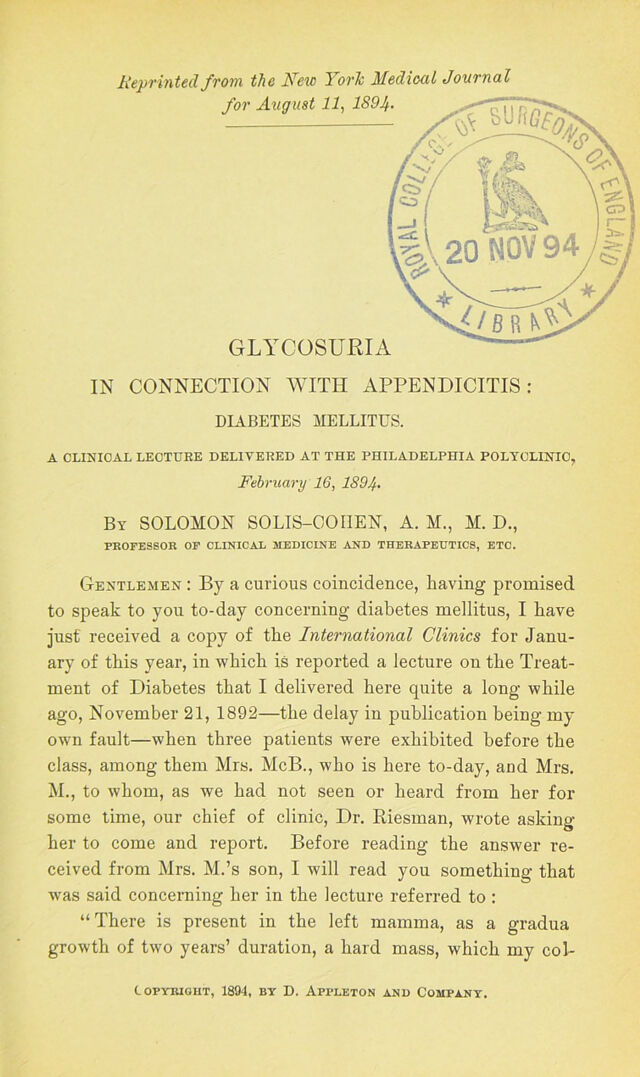 Reprinted from the New York Medical Journal
for August 11, 1894.
ROYAL COLLEGE OF SURGEONS OF ENGLAND
20 NOV 94
* LIBRARY *
GLYCOSURIA
IN CONNECTION WITH APPENDICITIS:
DIABETES MELLITUS.
A CLINICAL LECTURE DELIVERED AT THE PHILADELPHIA POLYCLINIC,
February 16, 1894.
By SOLOMON SOLIS-COHEN, A. M., M. D.,
PROFESSOR OF CLINICAL MEDICINE AND THERAPEUTICS, ETC.
GENTLEMEN: By a curious coincidence, having promised
to speak to you to-day concerning diabetes mellitus, I have
just received a copy of the International Clinics for Janu-
ary of this year, in which is reported a lecture on the Treat-
ment of Diabetes that I delivered here quite a long while
ago, November 21, 1892—the delay in publication being my
own fault—when three patients were exhibited before the
class, among them Mrs. McB., who is here to-day, and Mrs.
M., to whom, as we had not seen or heard from her for
some time, our chief of clinic, Dr. Riesman, wrote asking
her to come and report. Before reading the answer re-
ceived from Mrs. M.'s son, I will read you something that
was said concerning her in the lecture referred to:
"There is present in the left mamma, as a gradua
growth of two years' duration, a hard mass, which my col-
COPYRIGHT, 1894, BY D. APPLETON AND COMPANY.